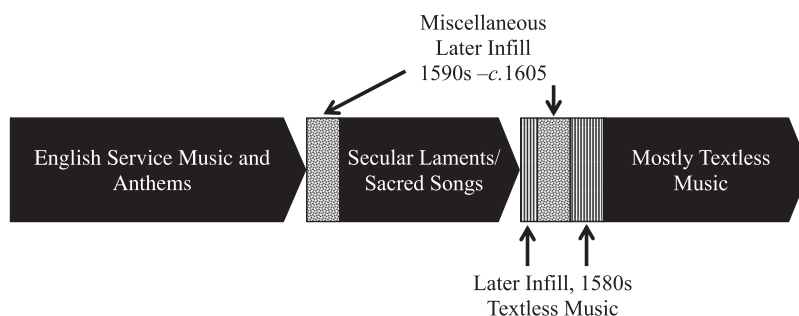 Miscellaneous
Later Infill
1590s –c.1605
English Service Music and
Anthems
Secular Laments/
Sacred Songs
Mostly Textless
Music
Later Infill, 1580s
Textless Music